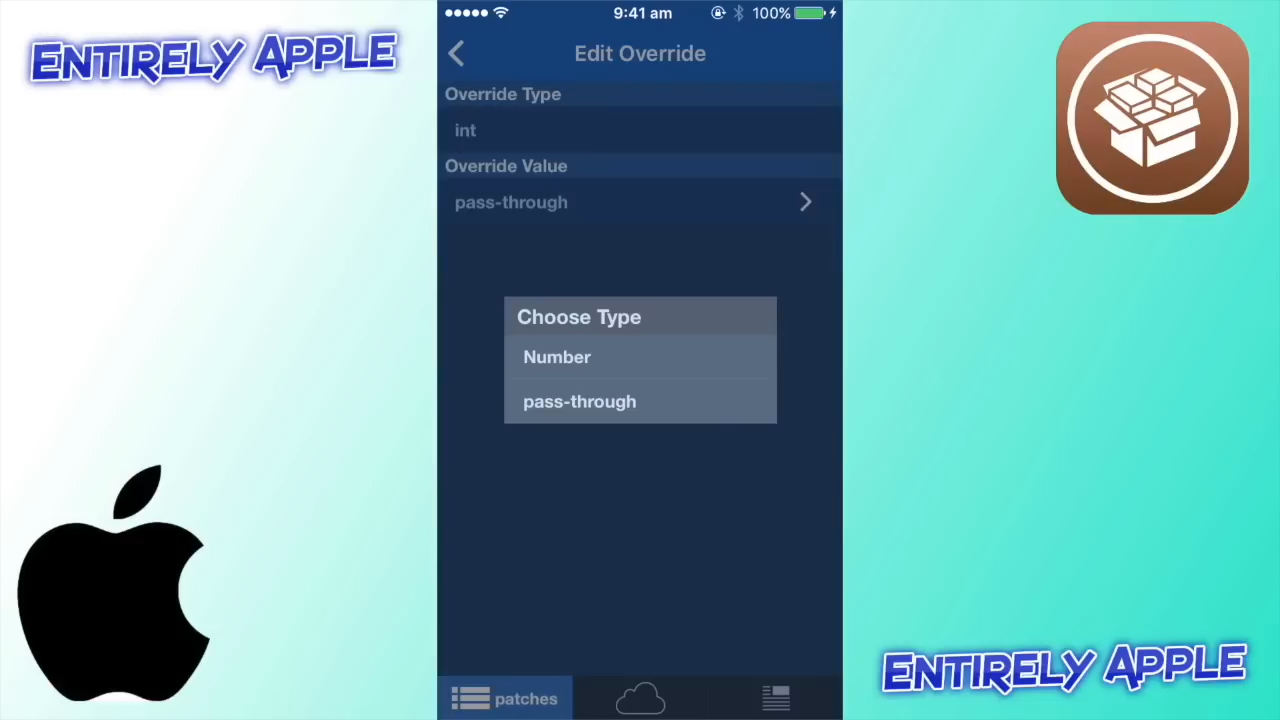 ENTIRELY APPLE
9:41 am
100%
Edit Override
Override Type
int
Override Value
pass-through
Choose Type
Number
pass-through
patches
ENTIRELY APPLE